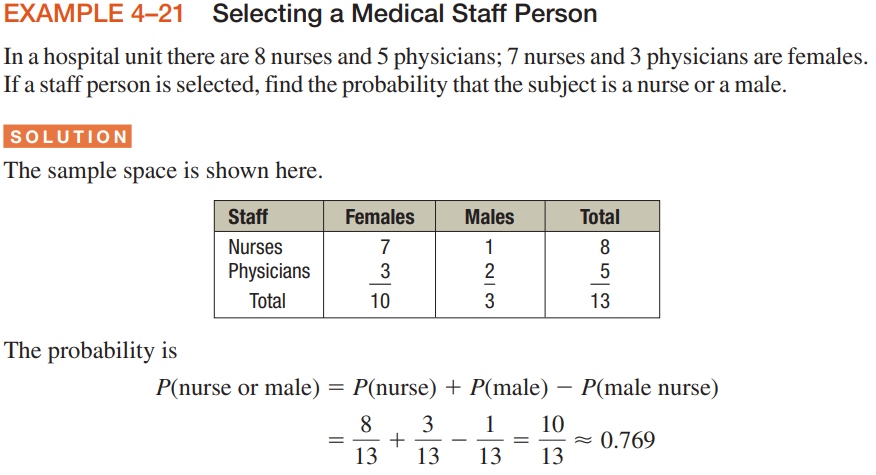 EXAMPLE 4–21 Selecting a Medical Staff Person
In a hospital unit there are 8 nurses and 5 physicians; 7 nurses and 3 physicians are females.
If a staff person is selected, find the probability that the subject is a nurse or a male.
SOLUTION
The sample space is shown here.
Staff Females Males Total
Nurses 7 1 8
Physicians 3 2 5
Total 10 3 13
The probability is
P(nurse or male) = P(nurse) + P(male) − P(male nurse)
= 8/13 + 3/13 − 1/13 = 10/13 ≈ 0.769